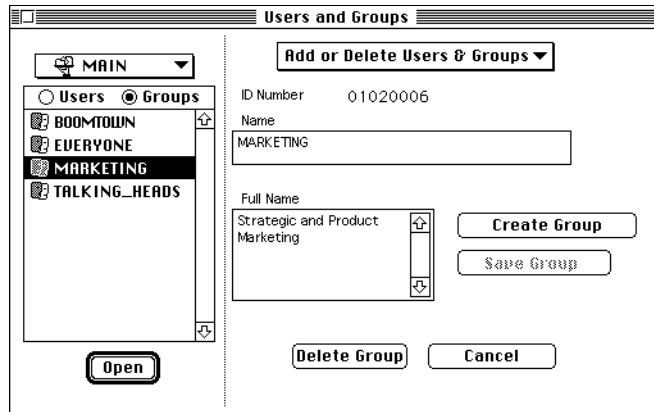 Users and Groups
MAIN
Users Groups
BOOMTOWN
EVERYONE
MARKETING
TALKING_HEADS
Open
Add or Delete Users & Groups
ID Number 01020006
Name
MARKETING
Full Name
Strategic and Product
Marketing
Create Group
Save Group
Delete Group Cancel